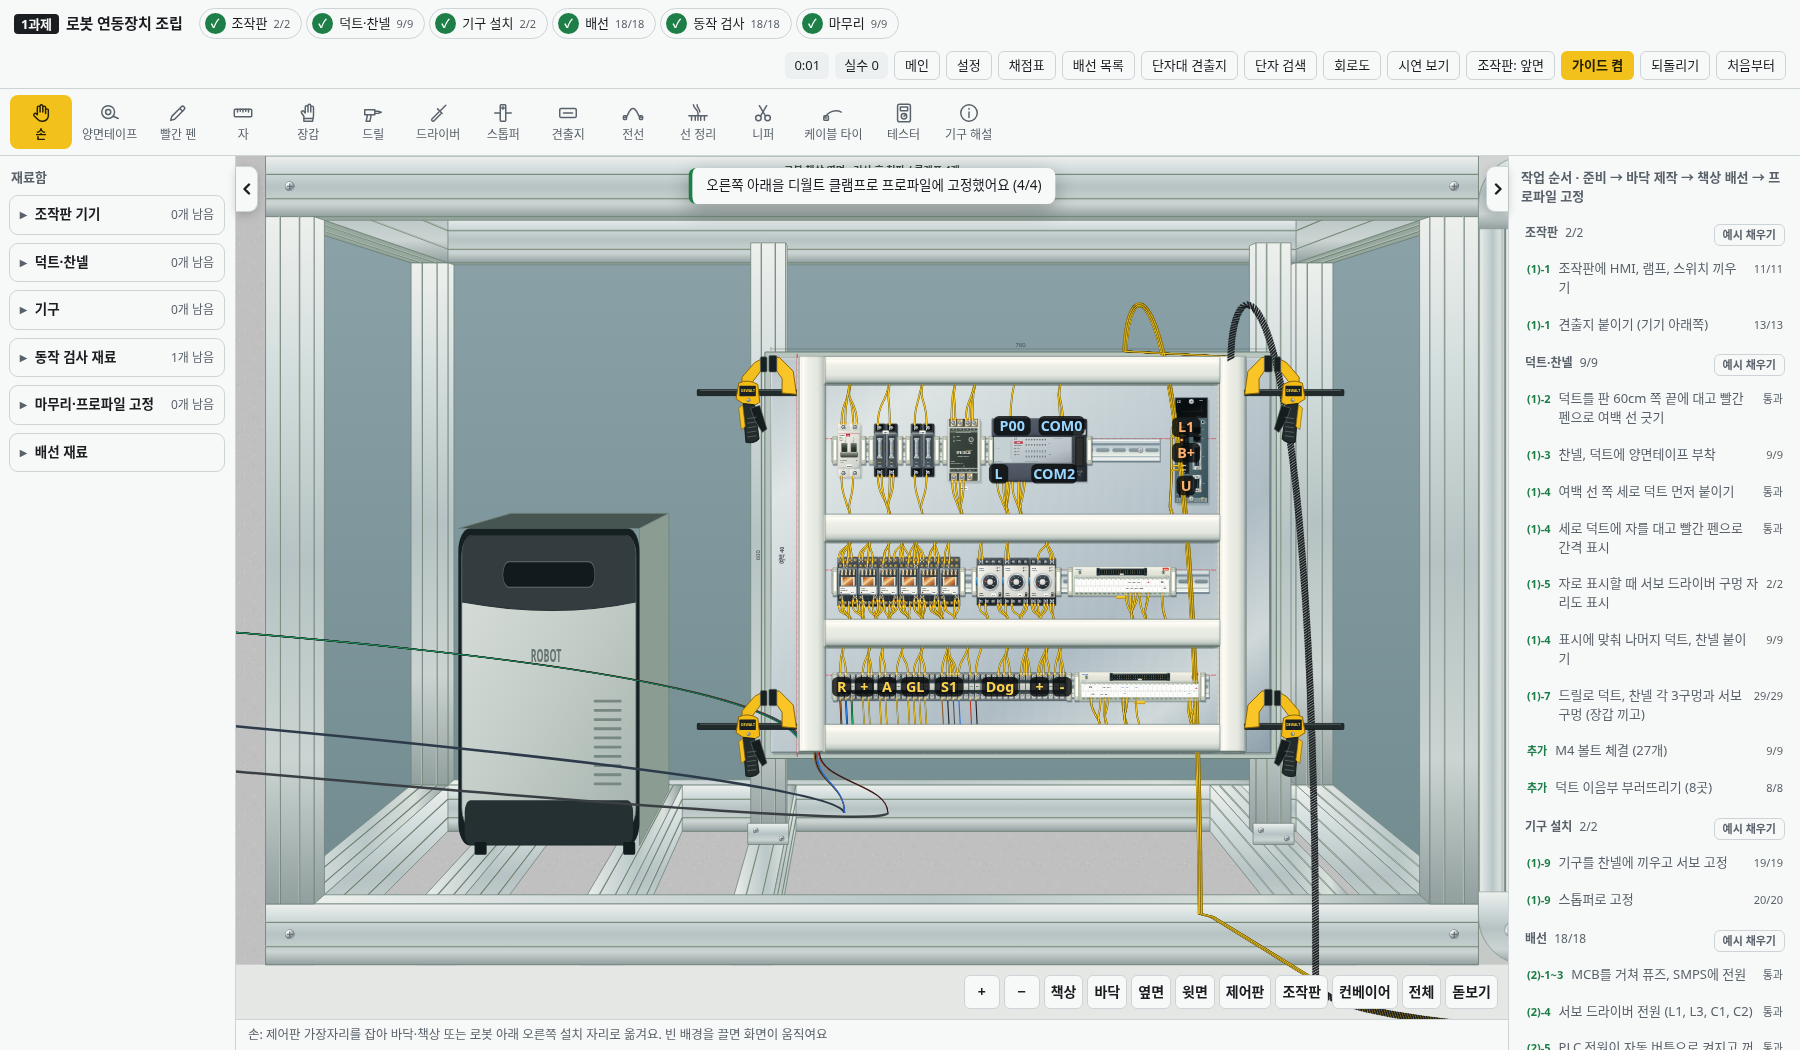 1과제 로봇 연동장치 조립
조작판 2/2
덕트·찬넬 9/9
기구 설치 2/2
배선 18/18
동작 검사 18/18
마무리 9/9
0:01
실수 0
메인
설정
채점표
배선 목록
단자대 견출지
단자 검색
회로도
시연 보기
조작판: 앞면
가이드 켬
되돌리기
처음부터
손
양면테이프
빨간 펜
자
장갑
드릴
드라이버
스톱퍼
견출지
전선
선 정리
니퍼
케이블 타이
테스터
기구 해설
재료함
▶ 조작판 기기 0개 남음
▶ 덕트·찬넬 0개 남음
▶ 기구 0개 남음
▶ 동작 검사 재료 1개 남음
▶ 마무리·프로파일 고정 0개 남음
▶ 배선 재료
오른쪽 아래을 디월트 클램프로 프로파일에 고정했어요 (4/4)
760
600
DEWALT
DEWALT
P00 COM0
L COM2
L1
B+
U
ROBOT
R + A GL S1 Dog + -
DEWALT
DEWALT
+
−
책상
바닥
옆면
윗면
제어판
조작판
컨베이어
전체
돋보기
손: 제어판 가장자리를 잡아 바닥·책상 또는 로봇 아래 오른쪽 설치 자리로 옮겨요. 빈 배경을 끌면 화면이 움직여요
작업 순서 · 준비 → 바닥 제작 → 책상 배선 → 프
로파일 고정
조작판 2/2 예시 채우기
(1)-1 조작판에 HMI, 램프, 스위치 끼우 11/11
기
(1)-1 견출지 붙이기 (기기 아래쪽) 13/13
덕트·찬넬 9/9 예시 채우기
(1)-2 덕트를 판 60cm 쪽 끝에 대고 빨간 통과
펜으로 여백 선 긋기
(1)-3 찬넬, 덕트에 양면테이프 부착 9/9
(1)-4 여백 선 쪽 세로 덕트 먼저 붙이기 통과
(1)-4 세로 덕트에 자를 대고 빨간 펜으로 통과
간격 표시
(1)-5 자로 표시할 때 서보 드라이버 구멍 자 2/2
리도 표시
(1)-4 표시에 맞춰 나머지 덕트, 찬넬 붙이 9/9
기
(1)-7 드릴로 덕트, 찬넬 각 3구멍과 서보 29/29
구멍 (장갑 끼고)
추가 M4 볼트 체결 (27개) 9/9
추가 덕트 이음부 부러뜨리기 (8곳) 8/8
기구 설치 2/2 예시 채우기
(1)-9 기구를 찬넬에 끼우고 서보 고정 19/19
(1)-9 스톱퍼로 고정 20/20
배선 18/18 예시 채우기
(2)-1~3 MCB를 거쳐 퓨즈, SMPS에 전원 통과
(2)-4 서보 드라이버 전원 (L1, L3, C1, C2) 통과
(2)-5 PLC 전원이 자동 버튼으로 켜지고 꺼 통과